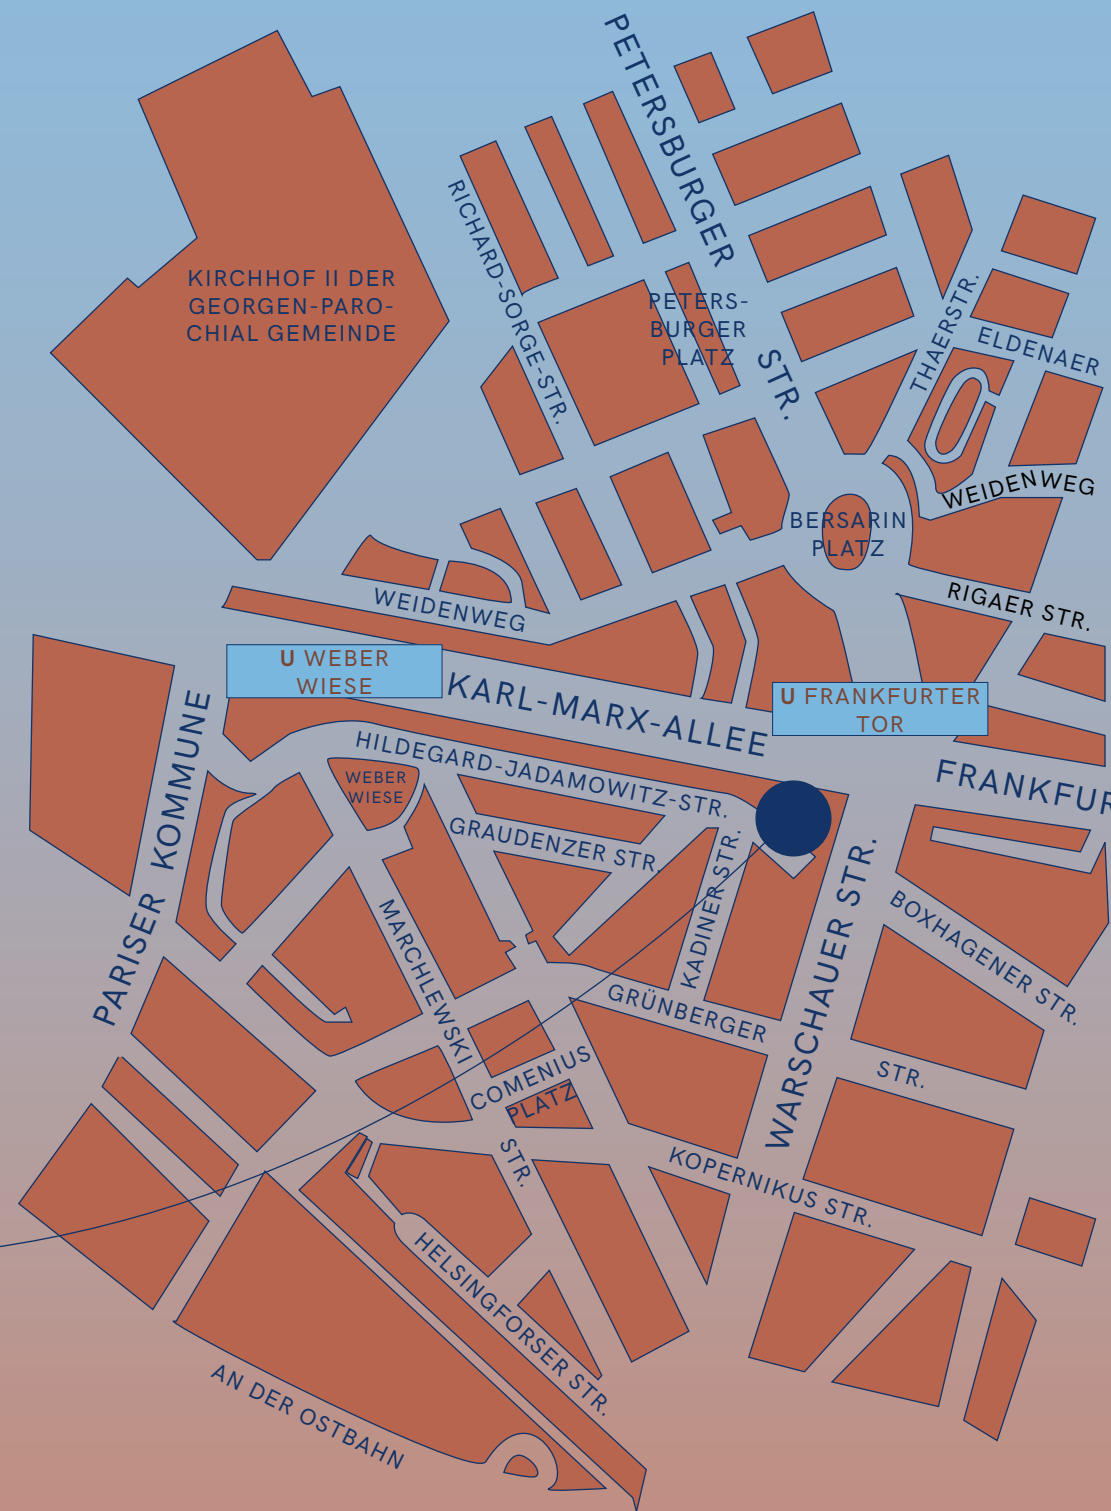 PETERSBURGER
STR.
RICHARD-SORGE-STR.
KIRCHHOF II DER
GEORGEN-PARO-
CHIAL GEMEINDE
PETERS-
BURGER
PLATZ
THAERSTR.
ELDENAER
WEIDENWEG
BERSARIN
PLATZ
RIGAER STR.
WEIDENWEG
U WEBER
WIESE
KARL-MARX-ALLEE
U FRANKFURTER
TOR
FRANKFUR
PARISER KOMMUNE
HILDEGARD-JADAMOWITZ-STR.
WEBER
WIESE
GRAUDENZER STR.
KADINER STR.
WARSCHAUER STR.
BOXHAGENER STR.
MARCHLEWSKI
STR.
GRÜNBERGER
STR.
COMENIUS
PLATZ
KOPERNIKUS STR.
HELSINGFORSER STR.
AN DER OSTBAHN